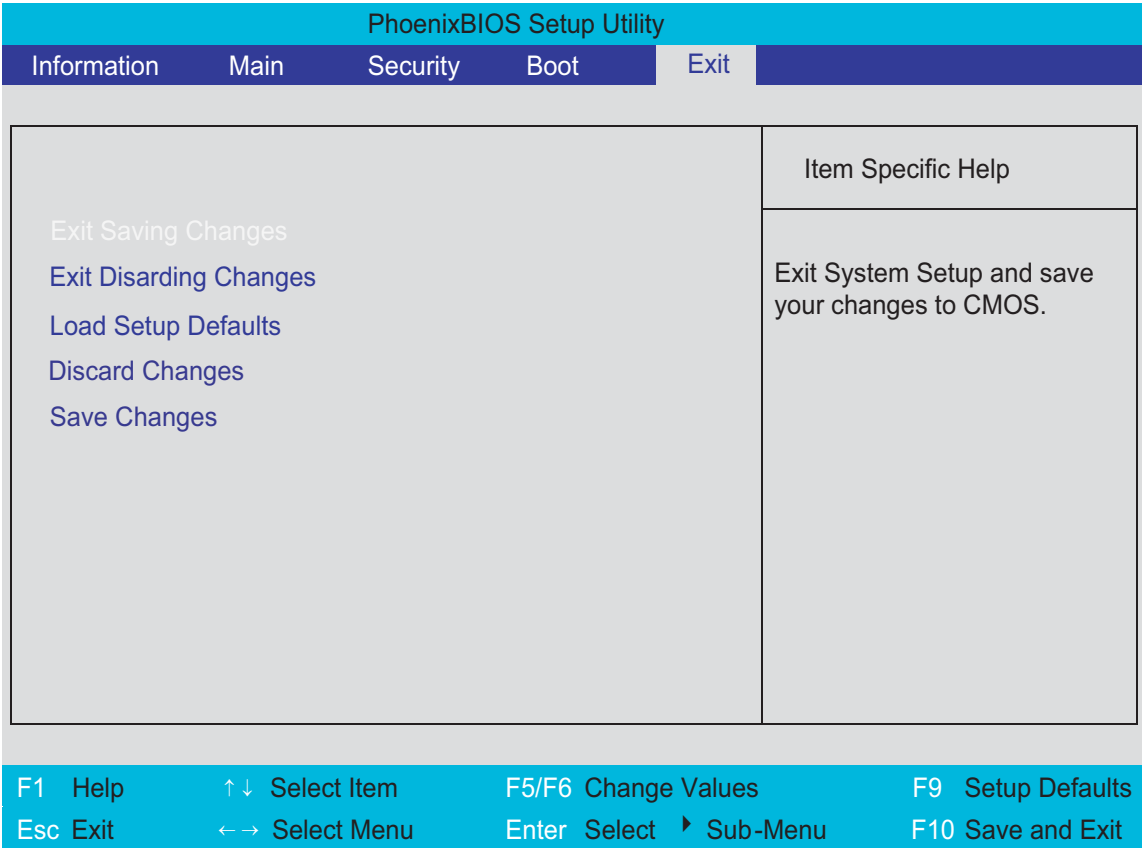 PhoenixBIOS Setup Utility
Information Main Security Boot Exit
Item Specific Help
Exit Saving Changes
Exit Disarding Changes
Load Setup Defaults
Discard Changes
Save Changes
Exit System Setup and save
your changes to CMOS.
F1 Help ↑↓ Select Item F5/F6 Change Values F9 Setup Defaults
Esc Exit ←→ Select Menu Enter Select ▸ Sub-Menu F10 Save and Exit